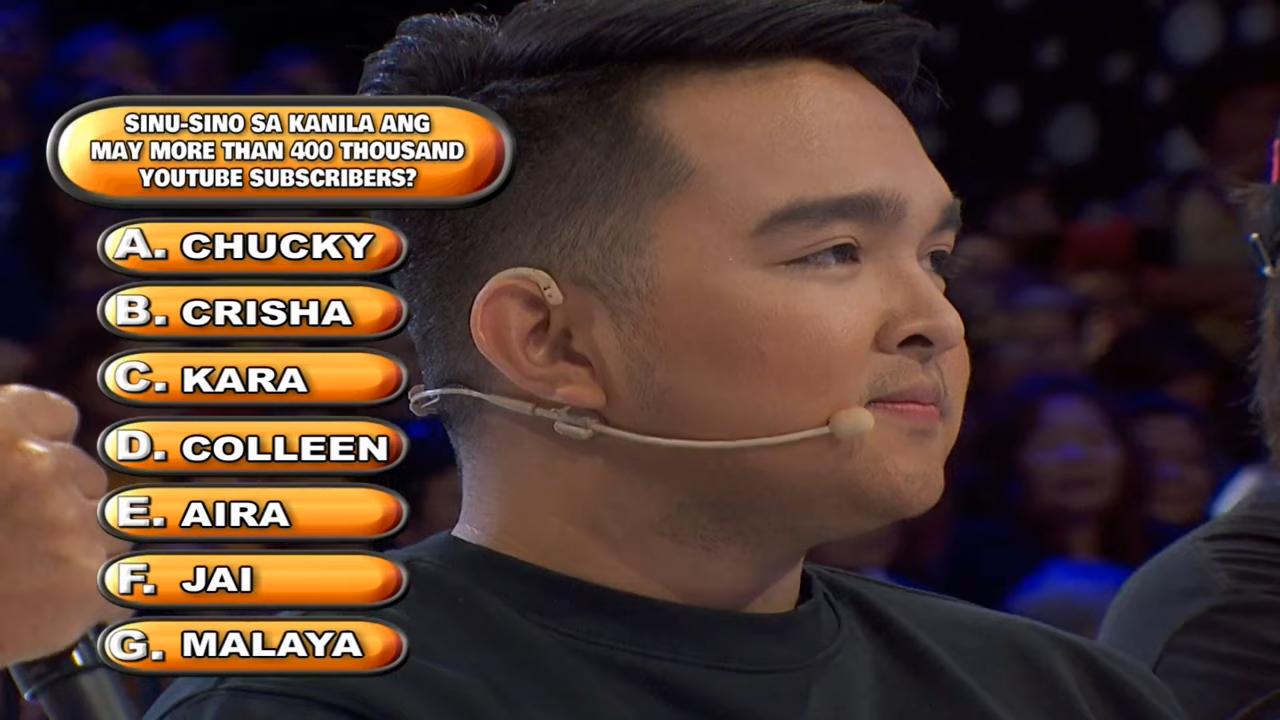 SINU-SINO SA KANILA ANG
MAY MORE THAN 400 THOUSAND
YOUTUBE SUBSCRIBERS?
A. CHUCKY
B. CRISHA
C. KARA
D. COLLEEN
E. AIRA
F. JAI
G. MALAYA